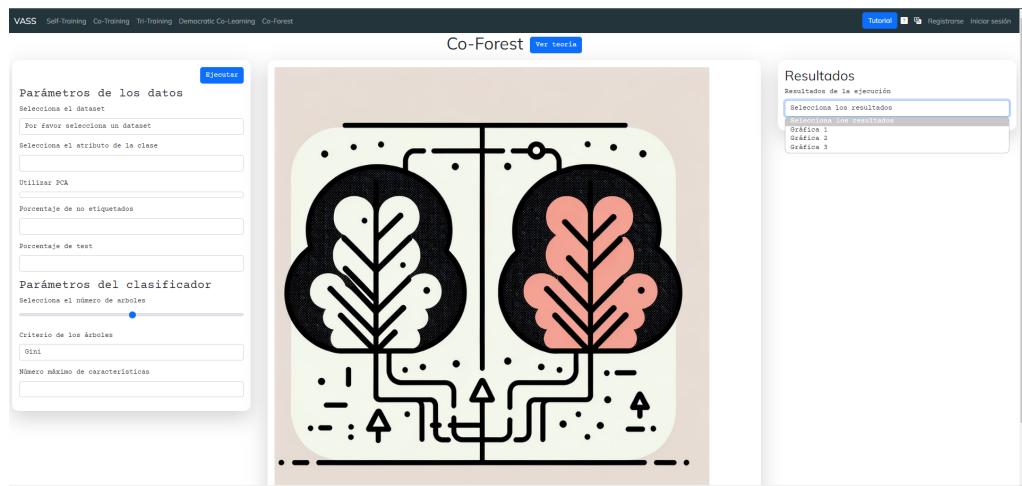 VASS Self-Training Co-Training Tri-Training Democratic Co-Learning Co-Forest Tutorial Registrarse Iniciar sesión
Co-Forest Ver teoría
Ejecutar
Parámetros de los datos
Selecciona el dataset
Por favor selecciona un dataset
Selecciona el atributo de la clase
Utilizar PCA
Porcentaje de no etiquetados
Porcentaje de test
Parámetros del clasificador
Selecciona el número de arboles
Criterio de los árboles
Gini
Número máximo de características
Resultados
Resultados de la ejecución
Selecciona los resultados
Selecciona los resultados
Gráfica 1
Gráfica 2
Gráfica 3